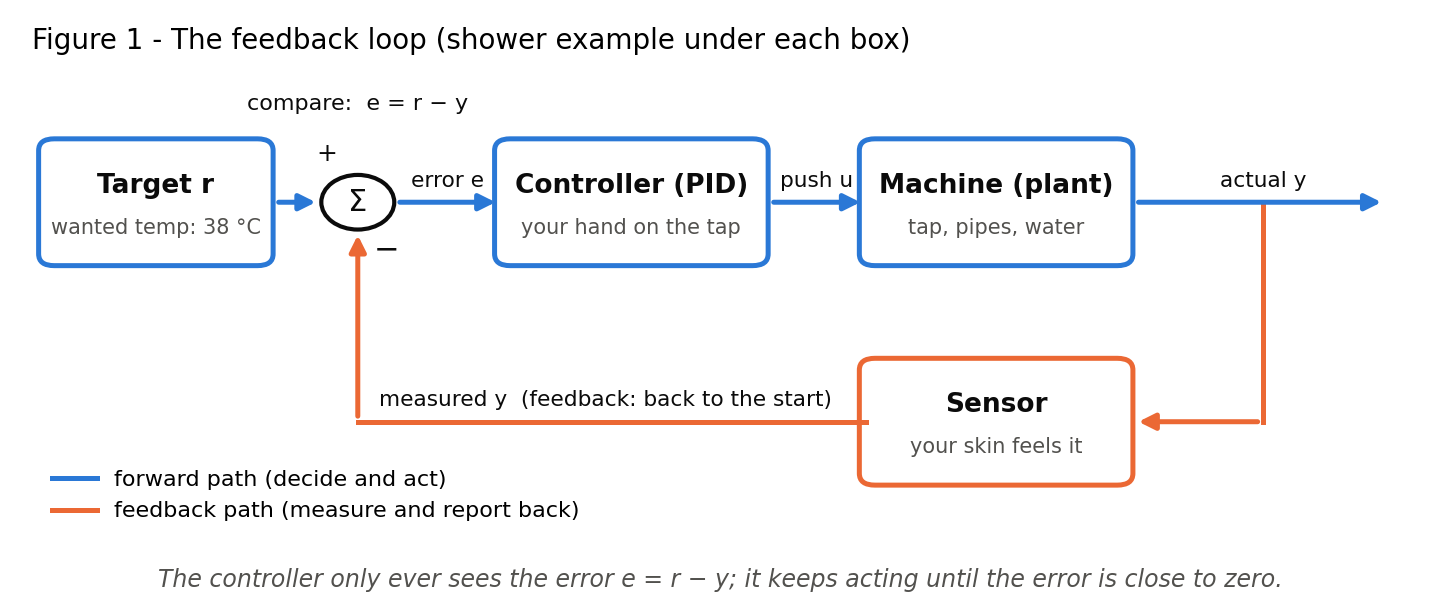 Figure 1 - The feedback loop (shower example under each box)
compare:  e = r − y
+
Target r
wanted temp: 38 °C
Σ
−
error e
Controller (PID)
your hand on the tap
push u
Machine (plant)
tap, pipes, water
actual y
measured y  (feedback: back to the start)
Sensor
your skin feels it
forward path (decide and act)
feedback path (measure and report back)
The controller only ever sees the error e = r − y; it keeps acting until the error is close to zero.